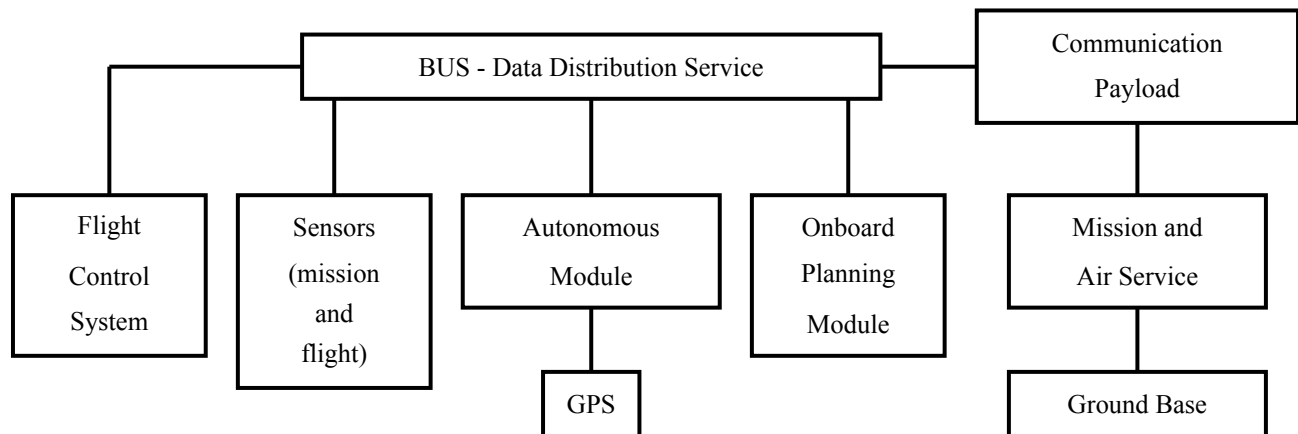 BUS - Data Distribution Service
Communication
Payload
Flight
Control
System
Sensors
(mission
and
flight)
Autonomous
Module
Onboard
Planning
Module
Mission and
Air Service
GPS
Ground Base